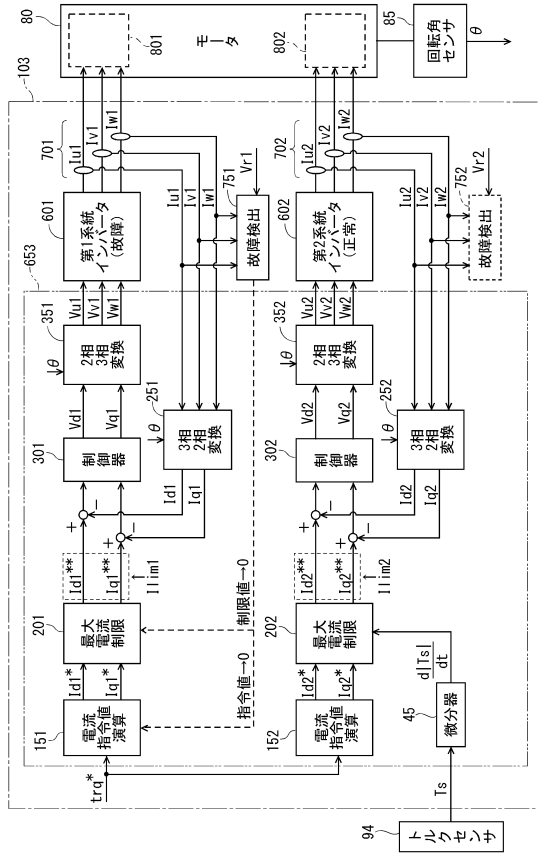 103
80
801
モータ
802
85
回転角
センサ
θ
701
Iu1
Iv1
Iw1
702
Iu2
Iv2
Iw2
653
601
第1系統
インバータ
(故障)
Iu1
Iv1
Iw1
751
故障検出
Vr1
602
第2系統
インバータ
(正常)
Iu2
Iv2
Iw2
752
故障検出
Vr2
Vu1
Vv1
Vw1
Vu2
Vv2
Vw2
θ
351
2相
3相
変換
θ
251
3相
2相
変換
θ
352
2相
3相
変換
θ
252
3相
2相
変換
Vd1
Vq1
Vd2
Vq2
301
制御器
Id1
Iq1
302
制御器
Id2
Iq2
+
−
+
−
+
−
+
−
Id1**
Iq1**
Ilim1
Id2**
Iq2**
Ilim2
201
最大
電流
制限
制限値→0
202
最大
電流
制限
Id1*
Iq1*
指令値→0
Id2*
Iq2*
d|Ts|
dt
151
電流
指令値
演算
152
電流
指令値
演算
45
微分器
trq*
Ts
94
トルクセンサ